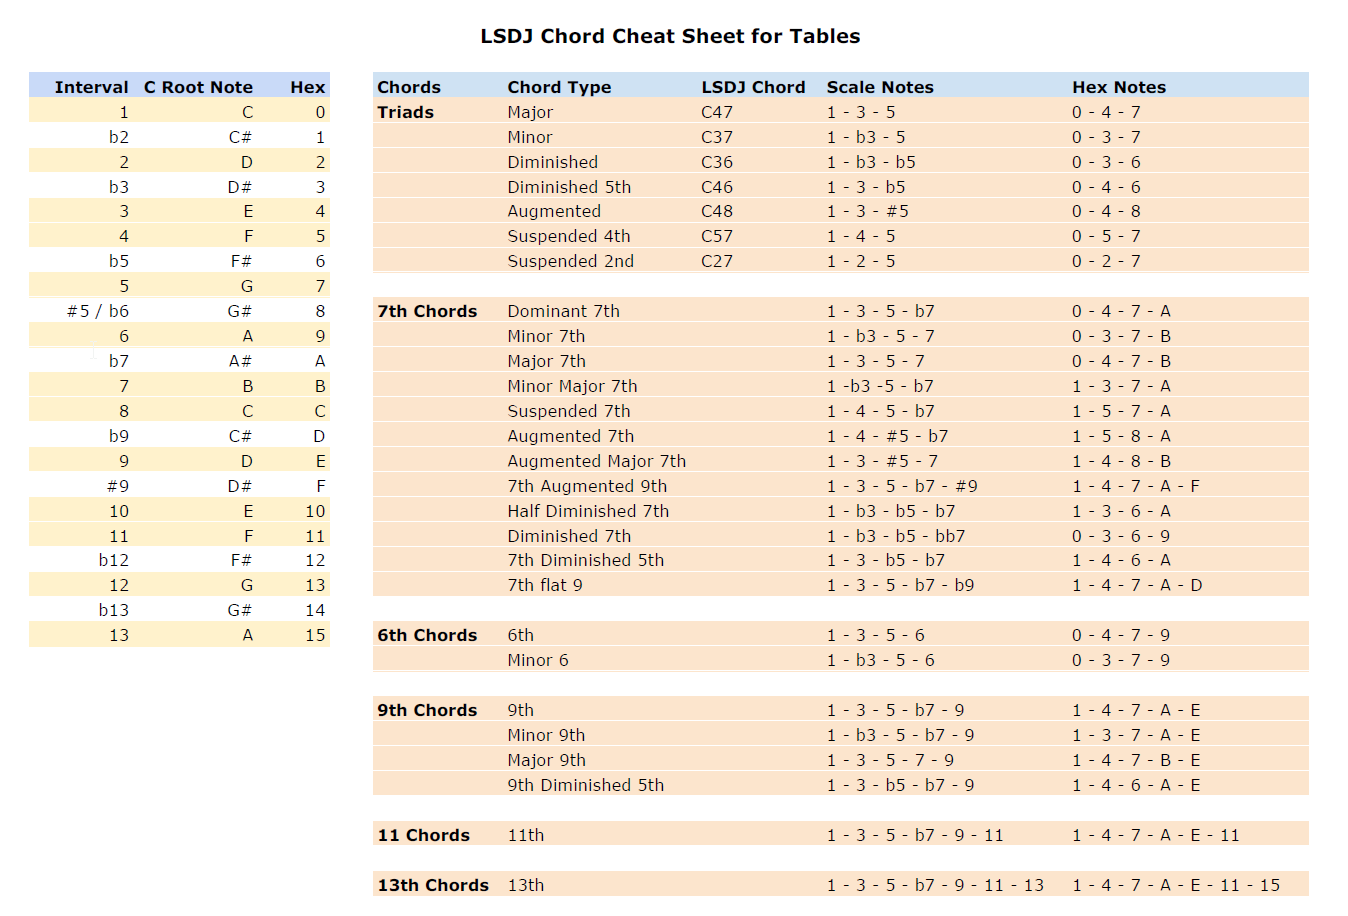 LSDJ Chord Cheat Sheet for Tables
Interval C Root Note Hex
1 C 0
b2 C# 1
2 D 2
b3 D# 3
3 E 4
4 F 5
b5 F# 6
5 G 7
#5 / b6 G# 8
6 A 9
b7 A# A
7 B B
8 C C
b9 C# D
9 D E
#9 D# F
10 E 10
11 F 11
b12 F# 12
12 G 13
b13 G# 14
13 A 15
Chords Chord Type LSDJ Chord Scale Notes Hex Notes
Triads Major C47 1 - 3 - 5 0 - 4 - 7
Minor C37 1 - b3 - 5 0 - 3 - 7
Diminished C36 1 - b3 - b5 0 - 3 - 6
Diminished 5th C46 1 - 3 - b5 0 - 4 - 6
Augmented C48 1 - 3 - #5 0 - 4 - 8
Suspended 4th C57 1 - 4 - 5 0 - 5 - 7
Suspended 2nd C27 1 - 2 - 5 0 - 2 - 7
7th Chords Dominant 7th 1 - 3 - 5 - b7 0 - 4 - 7 - A
Minor 7th 1 - b3 - 5 - 7 0 - 3 - 7 - B
Major 7th 1 - 3 - 5 - 7 0 - 4 - 7 - B
Minor Major 7th 1 -b3 -5 - b7 1 - 3 - 7 - A
Suspended 7th 1 - 4 - 5 - b7 1 - 5 - 7 - A
Augmented 7th 1 - 4 - #5 - b7 1 - 5 - 8 - A
Augmented Major 7th 1 - 3 - #5 - 7 1 - 4 - 8 - B
7th Augmented 9th 1 - 3 - 5 - b7 - #9 1 - 4 - 7 - A - F
Half Diminished 7th 1 - b3 - b5 - b7 1 - 3 - 6 - A
Diminished 7th 1 - b3 - b5 - bb7 0 - 3 - 6 - 9
7th Diminished 5th 1 - 3 - b5 - b7 1 - 4 - 6 - A
7th flat 9 1 - 3 - 5 - b7 - b9 1 - 4 - 7 - A - D
6th Chords 6th 1 - 3 - 5 - 6 0 - 4 - 7 - 9
Minor 6 1 - b3 - 5 - 6 0 - 3 - 7 - 9
9th Chords 9th 1 - 3 - 5 - b7 - 9 1 - 4 - 7 - A - E
Minor 9th 1 - b3 - 5 - b7 - 9 1 - 3 - 7 - A - E
Major 9th 1 - 3 - 5 - 7 - 9 1 - 4 - 7 - B - E
9th Diminished 5th 1 - 3 - b5 - b7 - 9 1 - 4 - 6 - A - E
11 Chords 11th 1 - 3 - 5 - b7 - 9 - 11 1 - 4 - 7 - A - E - 11
13th Chords 13th 1 - 3 - 5 - b7 - 9 - 11 - 13 1 - 4 - 7 - A - E - 11 - 15